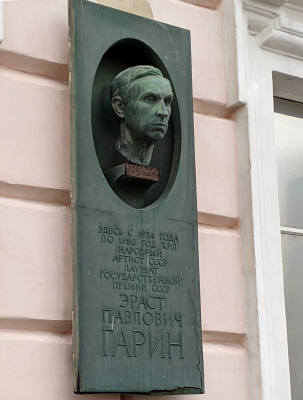 ЗДЕСЬ С 1934 ГОДА
ПО 1980 ГОД ЖИЛ
НАРОДНЫЙ
АРТИСТ СССР
ЛАУРЕАТ
ГОСУДАРСТВЕННОЙ
ПРЕМИИ СССР
ЭРАСТ
ПАВЛОВИЧ
ГАРИН